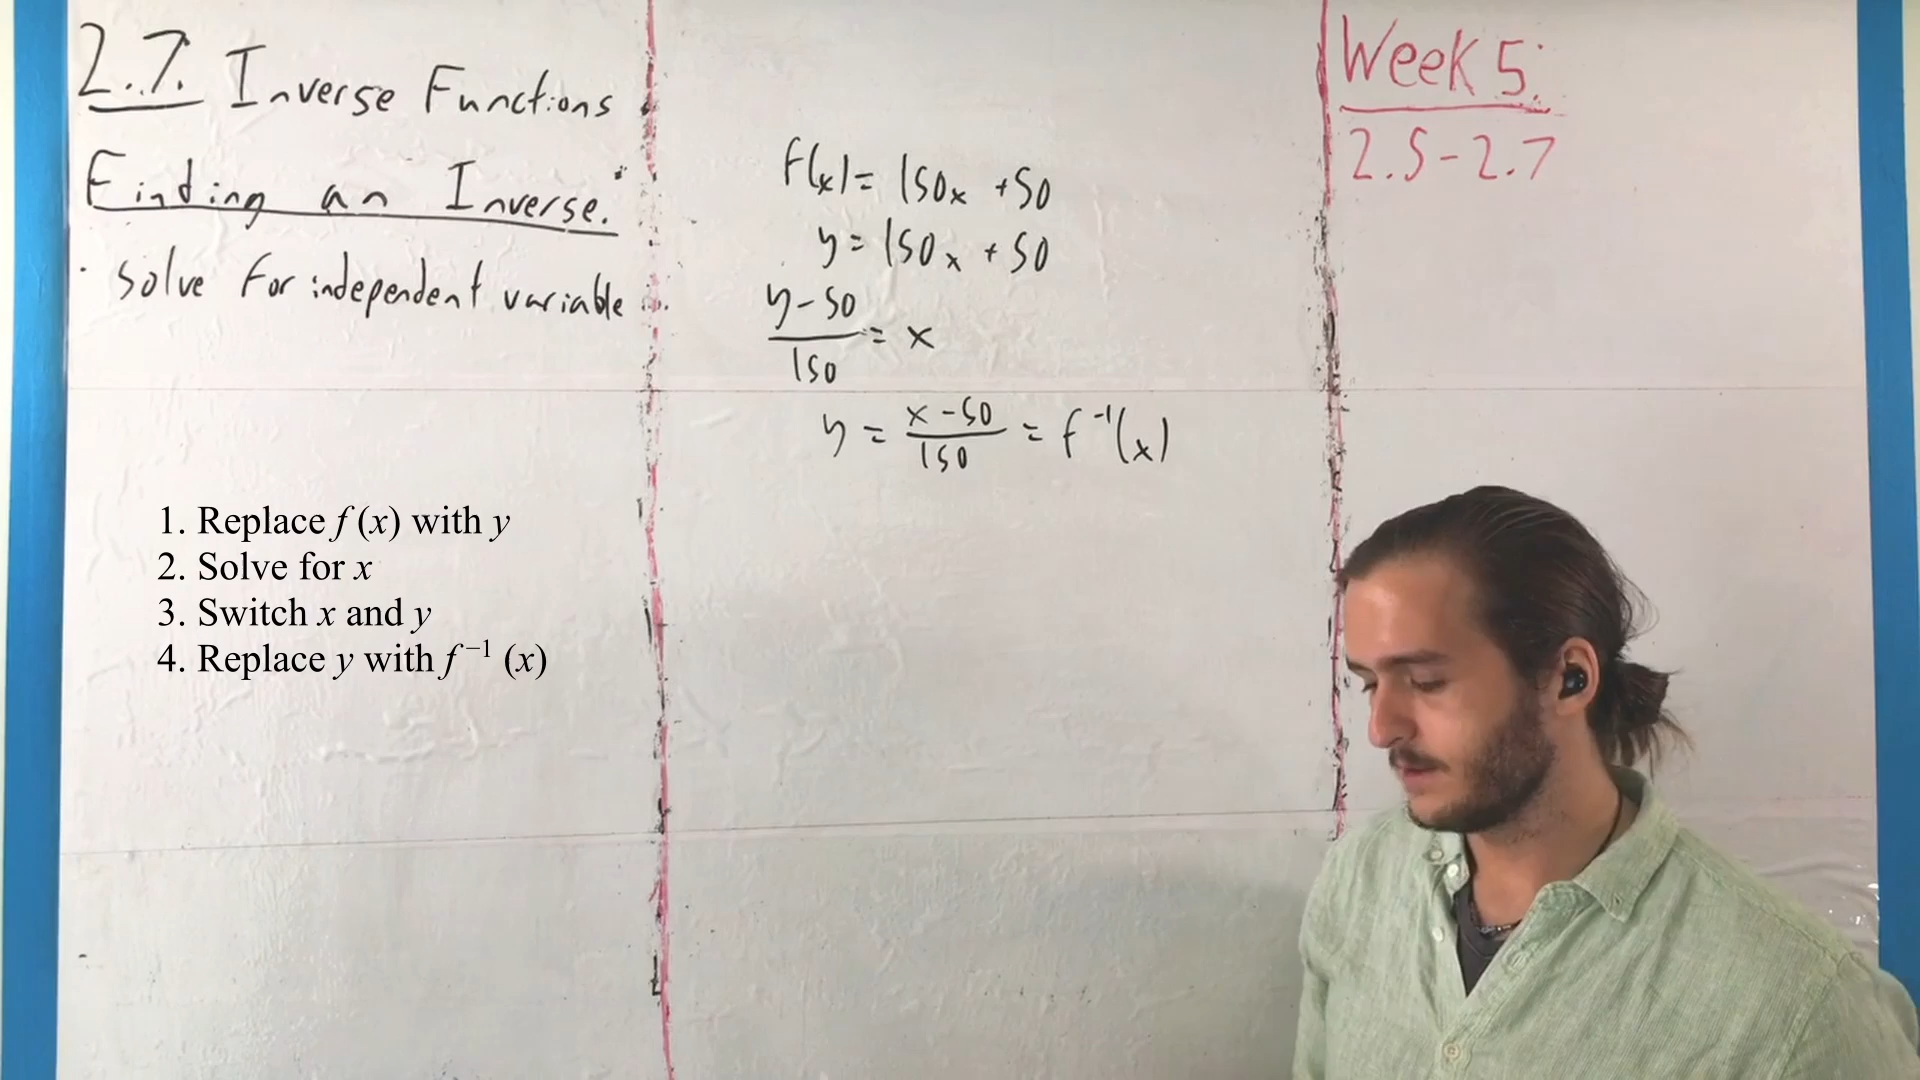 2.7. Inverse Functions
Finding an Inverse.
· solve for independent variable
1. Replace f (x) with y
2. Solve for x
3. Switch x and y
4. Replace y with f⁻¹ (x)
f(x) = 150x + 50
y = 150x + 50
y - 50
150
= x
y = x - 50 / 150 = f⁻¹(x)
Week 5:
2.5-2.7